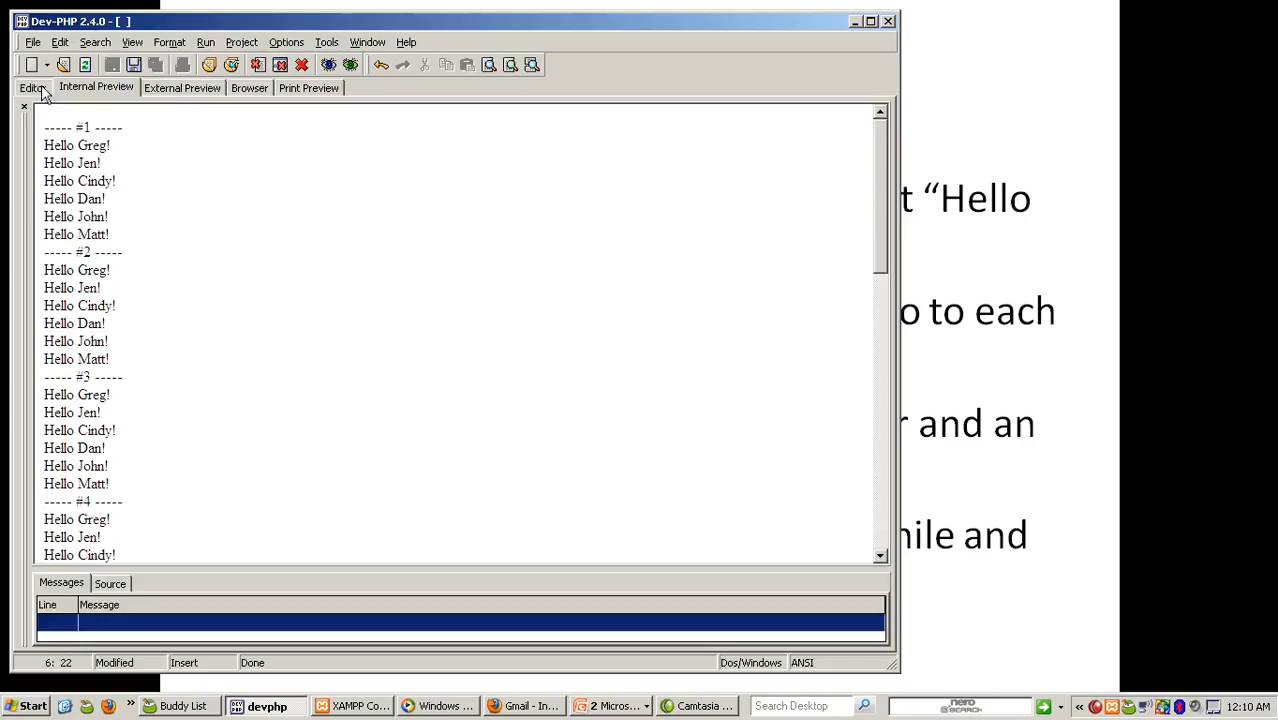 Dev-PHP 2.4.0 - [ ]
File Edit Search View Format Run Project Options Tools Window Help
Internal Preview External Preview Browser Print Preview
----- #1 -----
Hello Greg!
Hello Jen!
Hello Cindy!
Hello Dan!
Hello John!
Hello Matt!
----- #2 -----
Hello Greg!
Hello Jen!
Hello Cindy!
Hello Dan!
Hello John!
Hello Matt!
----- #3 -----
Hello Greg!
Hello Jen!
Hello Cindy!
Hello Dan!
Hello John!
Hello Matt!
----- #4 -----
Hello Greg!
Hello Jen!
Hello Cindy!
t “Hello
o to each
r and an
and
Messages Source
Line Message
6: 22 Modified Insert Done Dos/Windows ANSI
Start Buddy List devphp XAMPP Co... Windows ... Gmail - In... 2 Micros... Camtasia ... Search Desktop nero SEARCH 12:10 AM